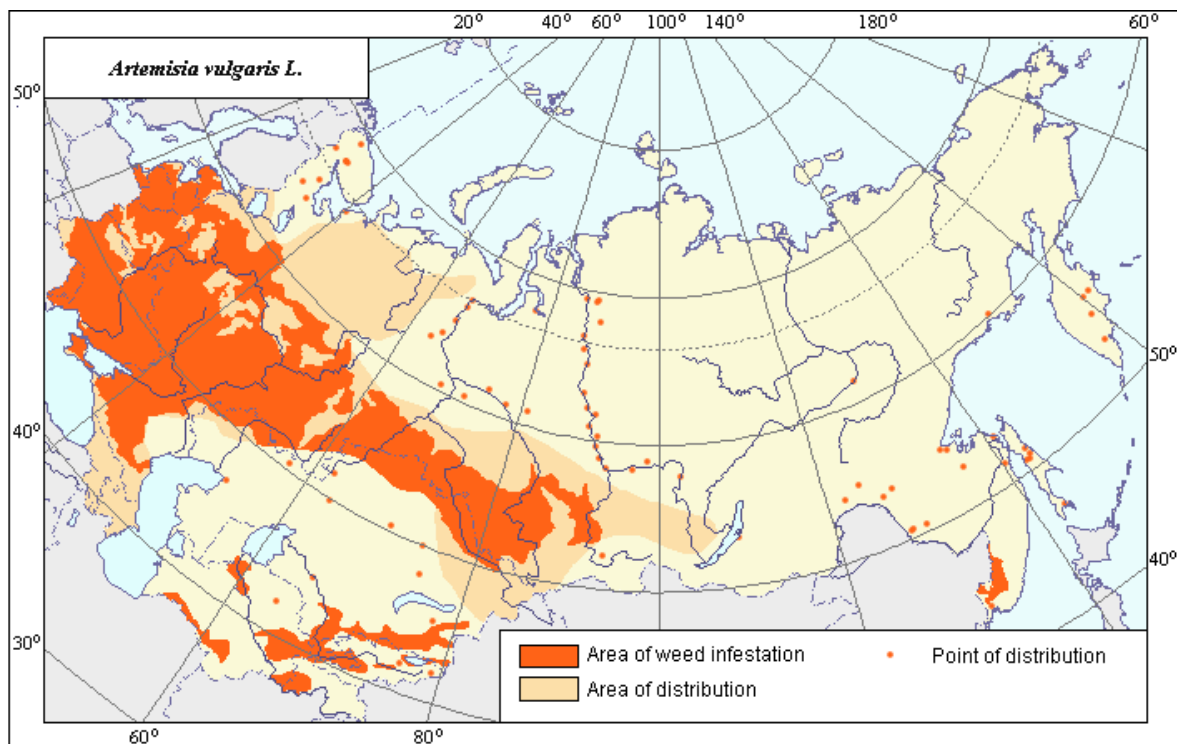 20° 40° 60° 100° 140° 180° 60°
Artemisia vulgaris L.
50°
40°
30°
50°
40°
60° 80°
Area of weed infestation
Point of distribution
Area of distribution